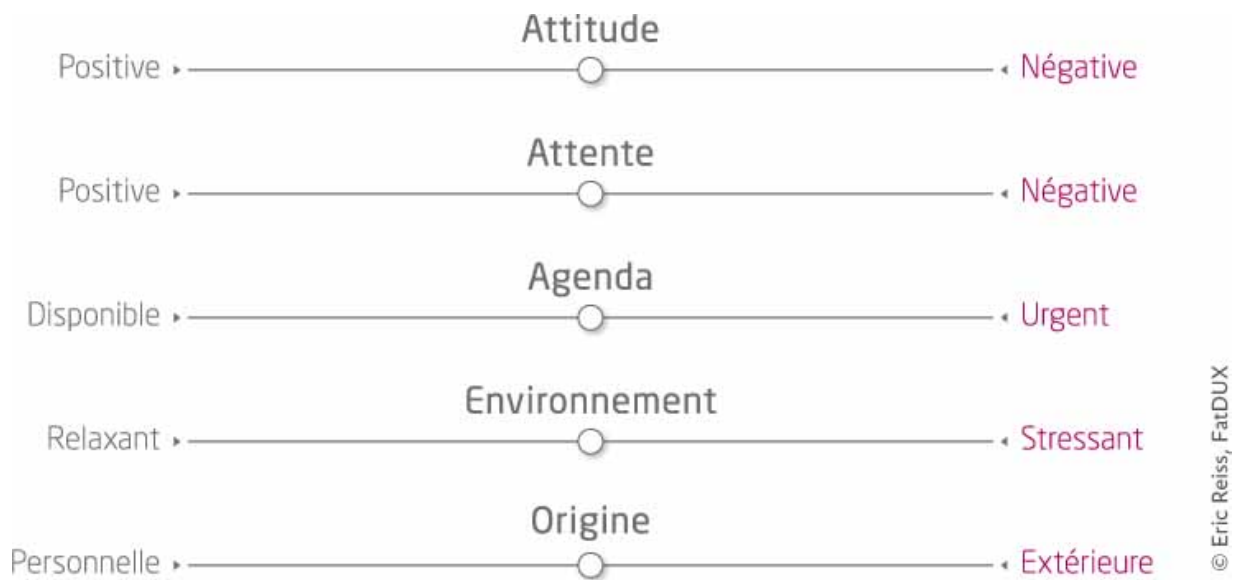 Attitude
Positive Négative
Attente
Positive Négative
Agenda
Disponible Urgent
Environnement
Relaxant Stressant
Origine
Personnelle Extérieure
© Eric Reiss, FatDUX